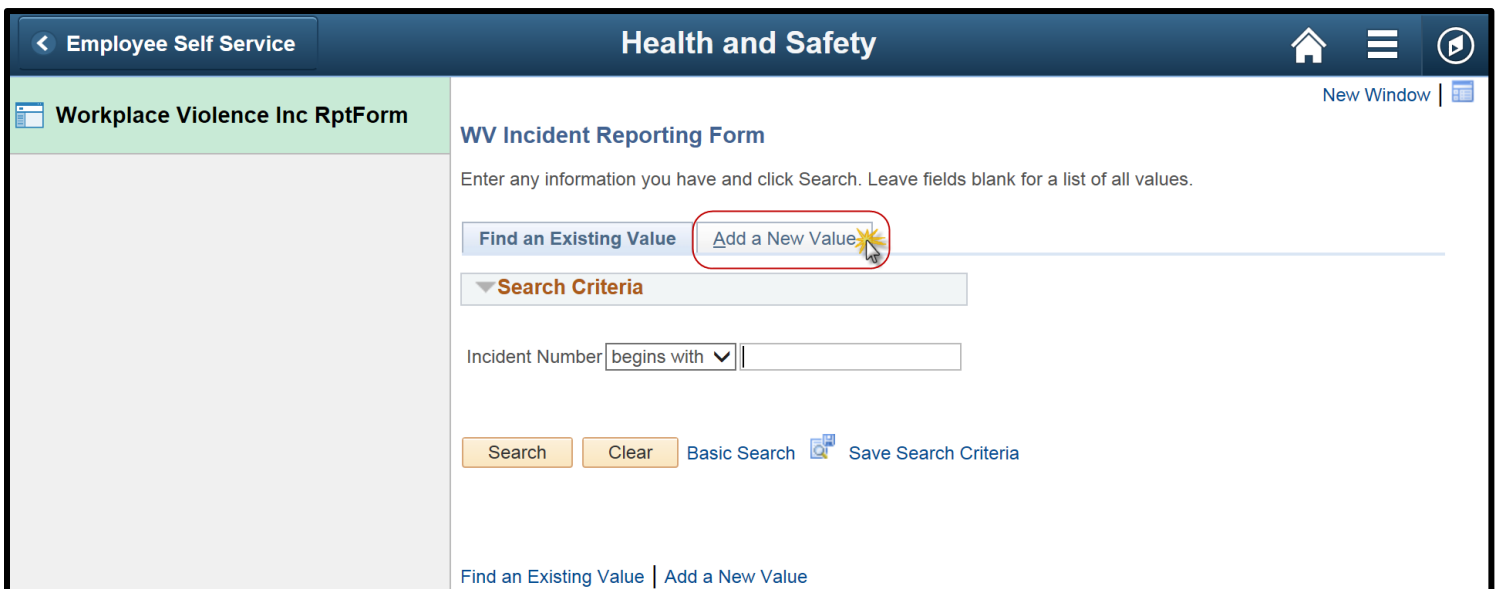 Employee Self Service
Health and Safety
Workplace Violence Inc RptForm
New Window
WV Incident Reporting Form
Enter any information you have and click Search. Leave fields blank for a list of all values.
Find an Existing Value
Add a New Value
Search Criteria
Incident Number begins with
Search Clear Basic Search Save Search Criteria
Find an Existing Value | Add a New Value